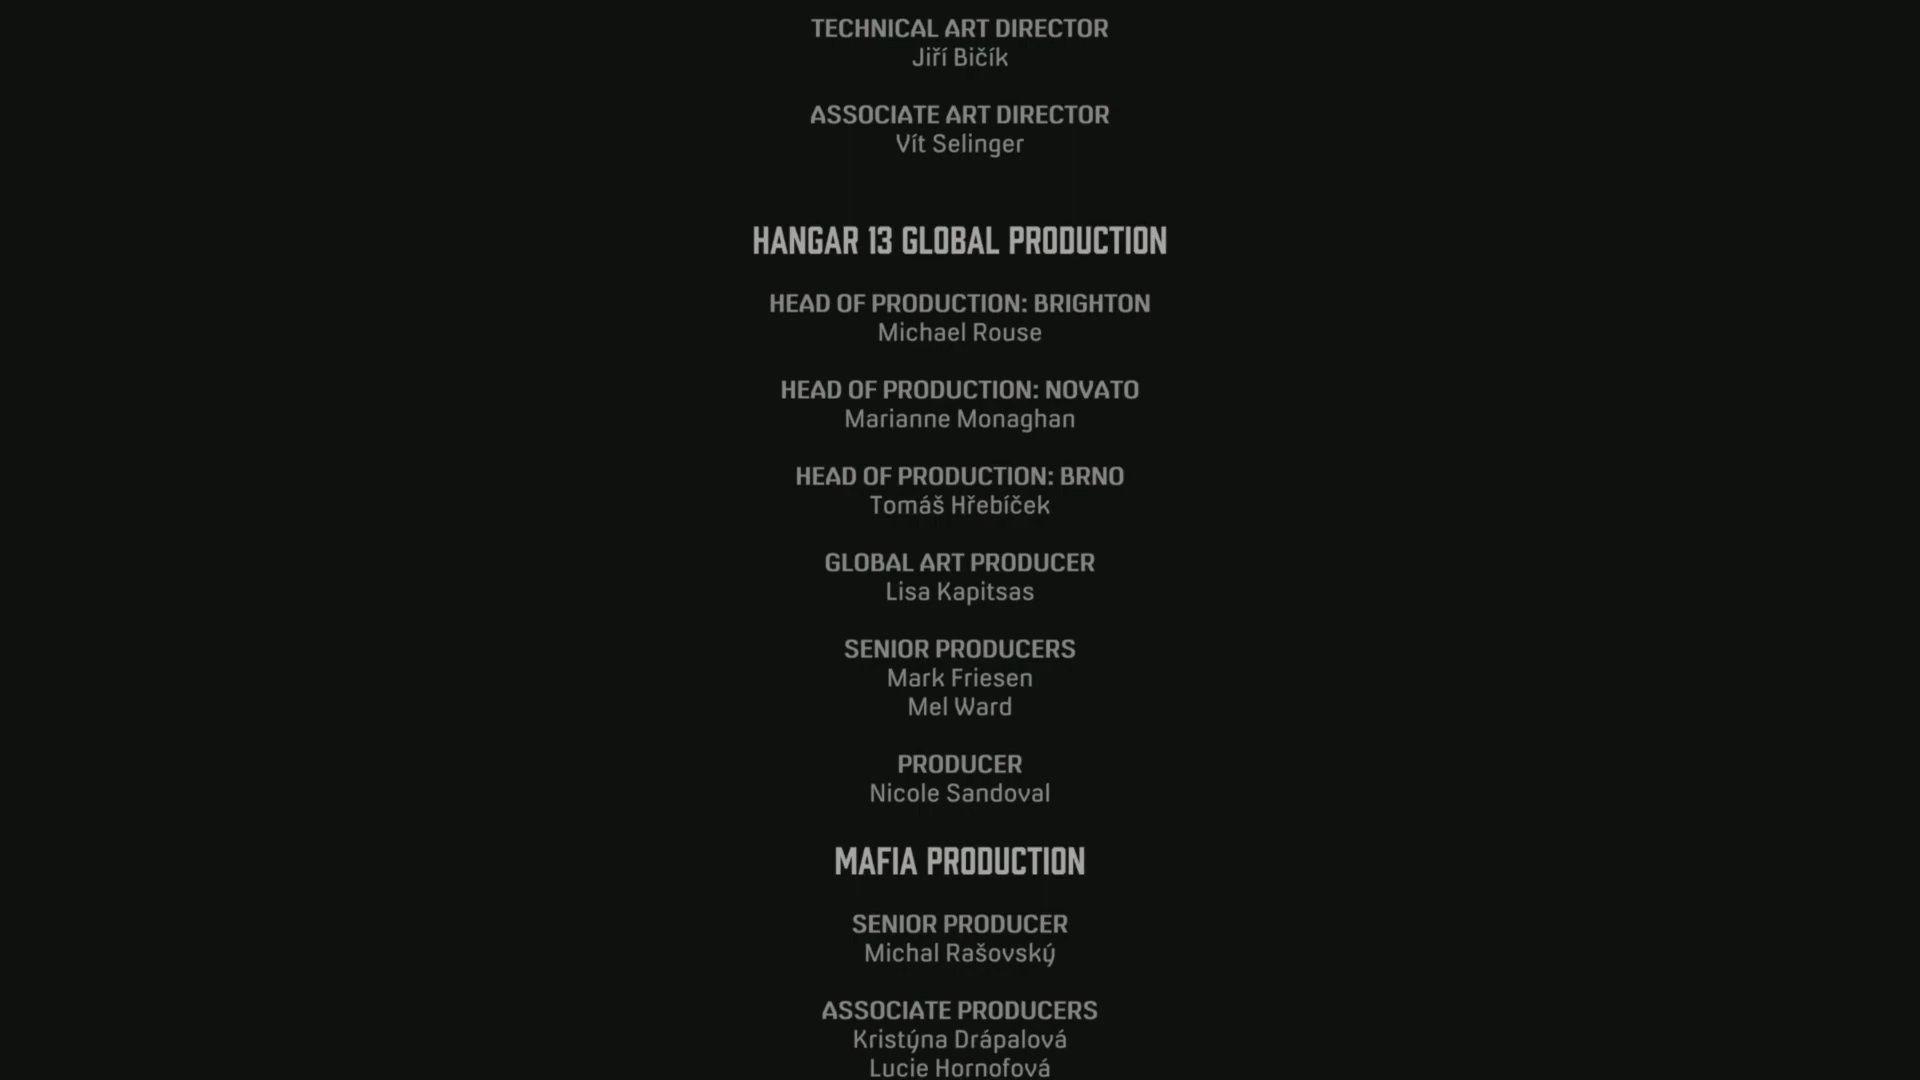 TECHNICAL ART DIRECTOR
Jiří Bičík
ASSOCIATE ART DIRECTOR
Vít Selinger
HANGAR 13 GLOBAL PRODUCTION
HEAD OF PRODUCTION: BRIGHTON
Michael Rouse
HEAD OF PRODUCTION: NOVATO
Marianne Monaghan
HEAD OF PRODUCTION: BRNO
Tomáš Hřebíček
GLOBAL ART PRODUCER
Lisa Kapitsas
SENIOR PRODUCERS
Mark Friesen
Mel Ward
PRODUCER
Nicole Sandoval
MAFIA PRODUCTION
SENIOR PRODUCER
Michal Rašovský
ASSOCIATE PRODUCERS
Kristýna Drápalová
Lucie Hornofová